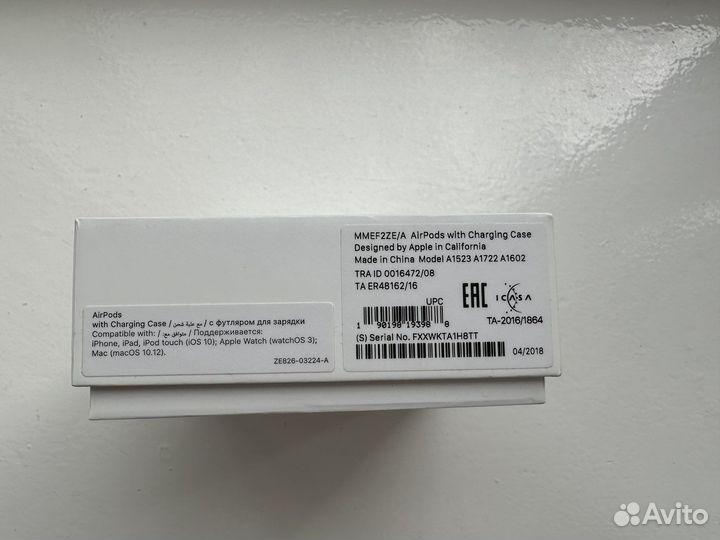 AirPods
with Charging Case / مع علبة شحن / с футляром для зарядки
Compatible with: / متوافق مع: / Поддерживается:
iPhone, iPad, iPod touch (iOS 10); Apple Watch (watchOS 3);
Mac (macOS 10.12).
ZE826-03224-A
MMEF2ZE/A AirPods with Charging Case
Designed by Apple in California
Made in China Model A1523 A1722 A1602
TRA ID 0016472/08
TA ER48162/16
UPC
1 90198 19398 8
(S) Serial No. FXXWKTA1H8TT
EAC
ICASA
TA-2016/1864
04/2018
Avito